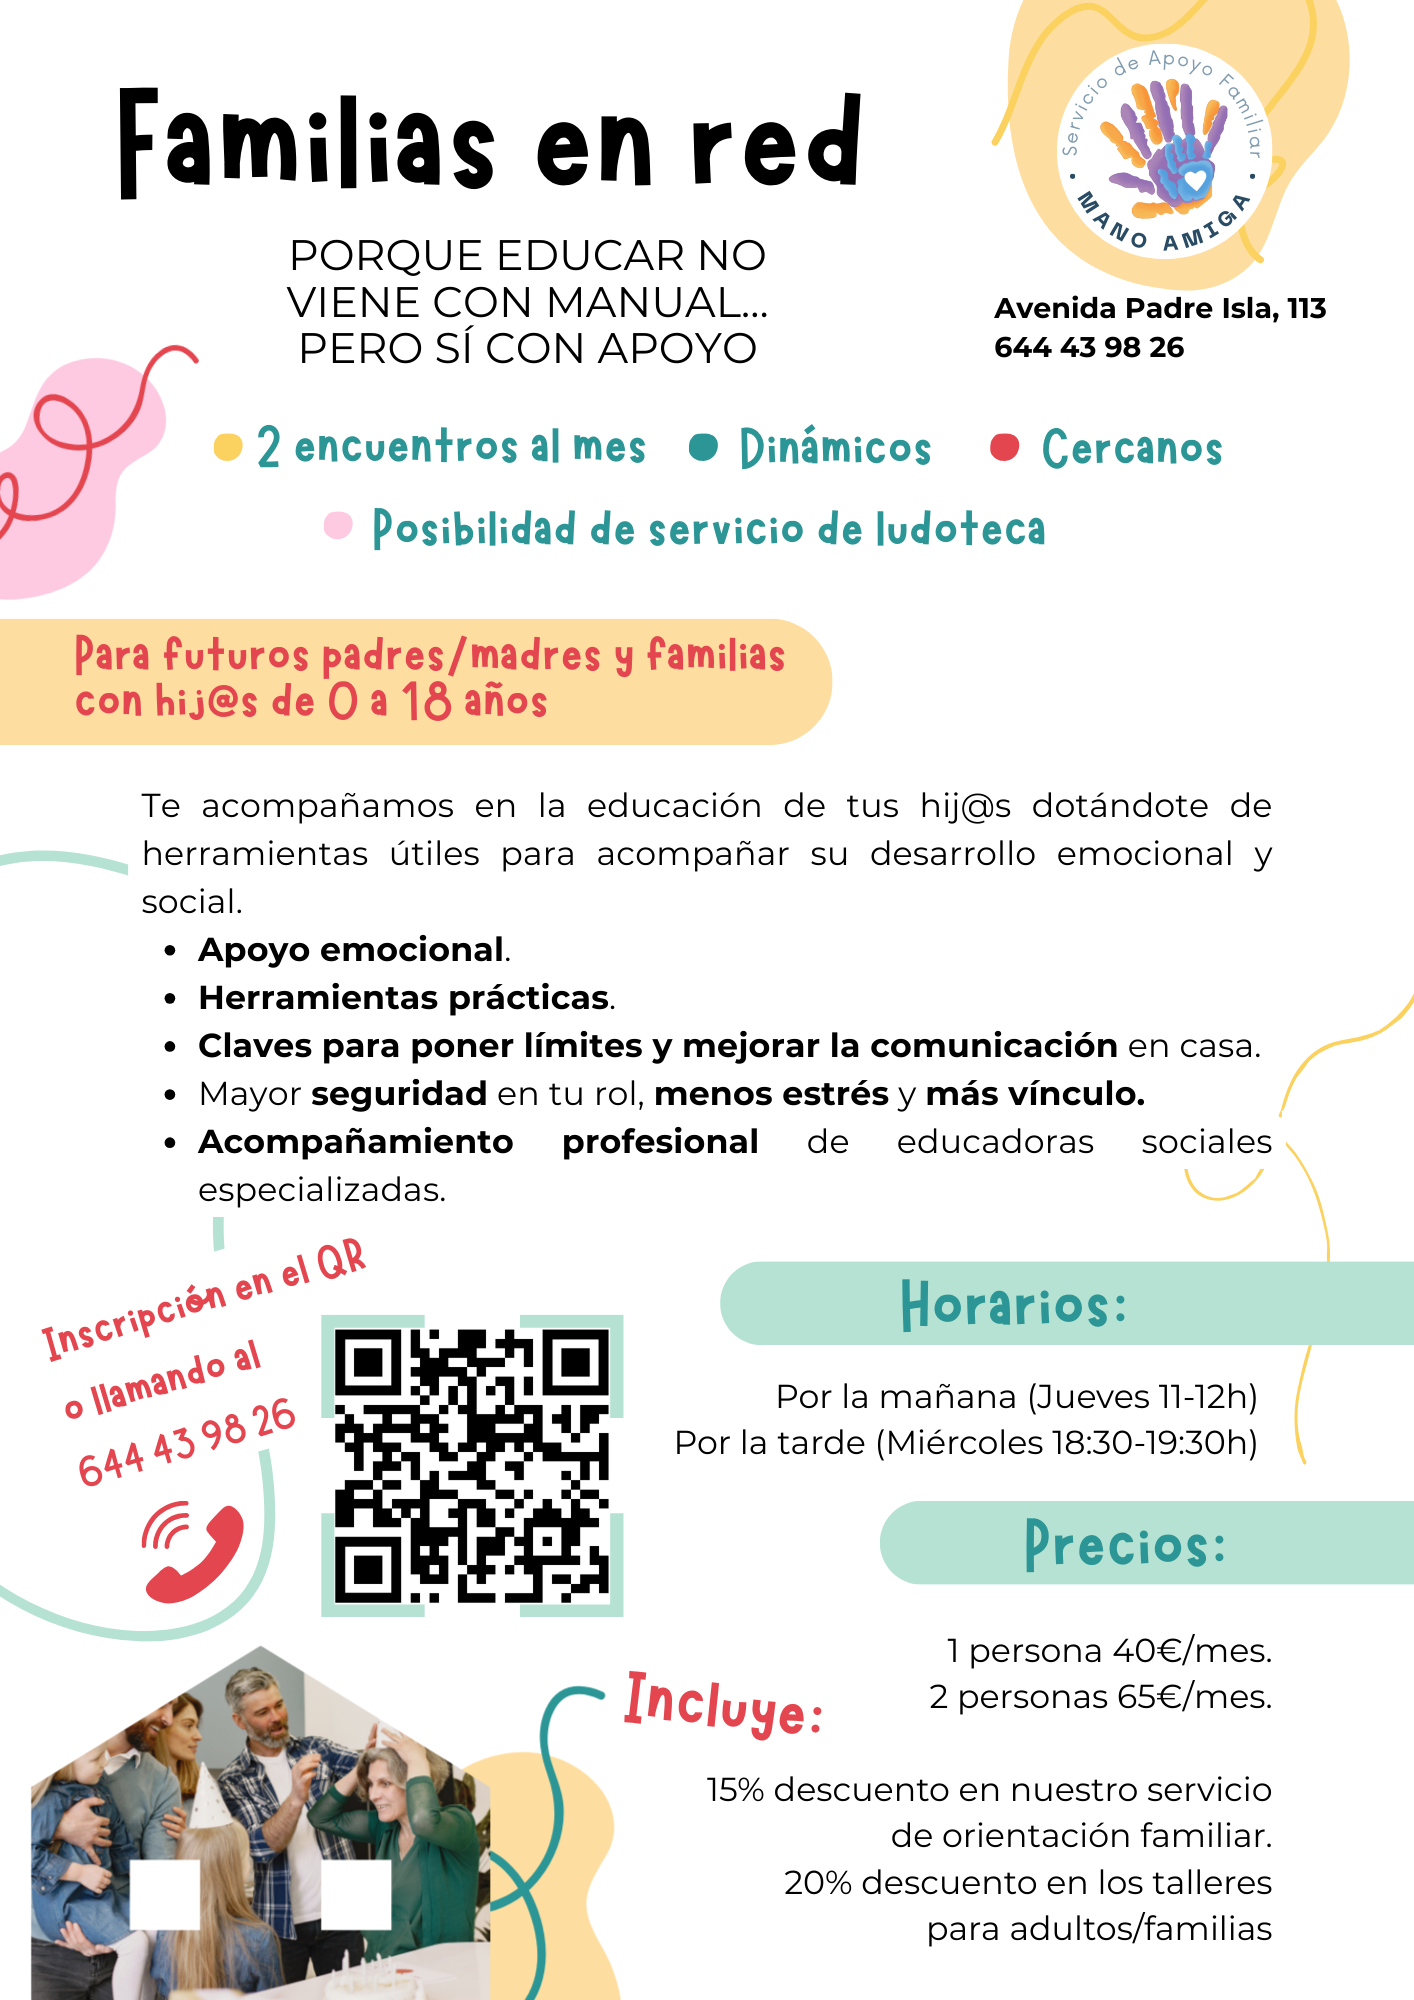 Familias en red
Servicio de Apoyo Familiar
• MANO AMIGA •
PORQUE EDUCAR NO
VIENE CON MANUAL...
PERO SÍ CON APOYO
Avenida Padre Isla, 113
644 43 98 26
2 encuentros al mes
Dinámicos
Cercanos
Posibilidad de servicio de ludoteca
Para futuros padres/madres y familias
con hij@s de 0 a 18 años
Te acompañamos en la educación de tus hij@s dotándote de
herramientas útiles para acompañar su desarrollo emocional y
social.
• Apoyo emocional.
• Herramientas prácticas.
• Claves para poner límites y mejorar la comunicación en casa.
• Mayor seguridad en tu rol, menos estrés y más vínculo.
• Acompañamiento profesional de educadoras sociales
especializadas.
Inscripción en el QR
o llamando al
644 43 98 26
Horarios:
Por la mañana (Jueves 11-12h)
Por la tarde (Miércoles 18:30-19:30h)
Precios:
1 persona 40€/mes.
2 personas 65€/mes.
Incluye:
15% descuento en nuestro servicio
de orientación familiar.
20% descuento en los talleres
para adultos/familias